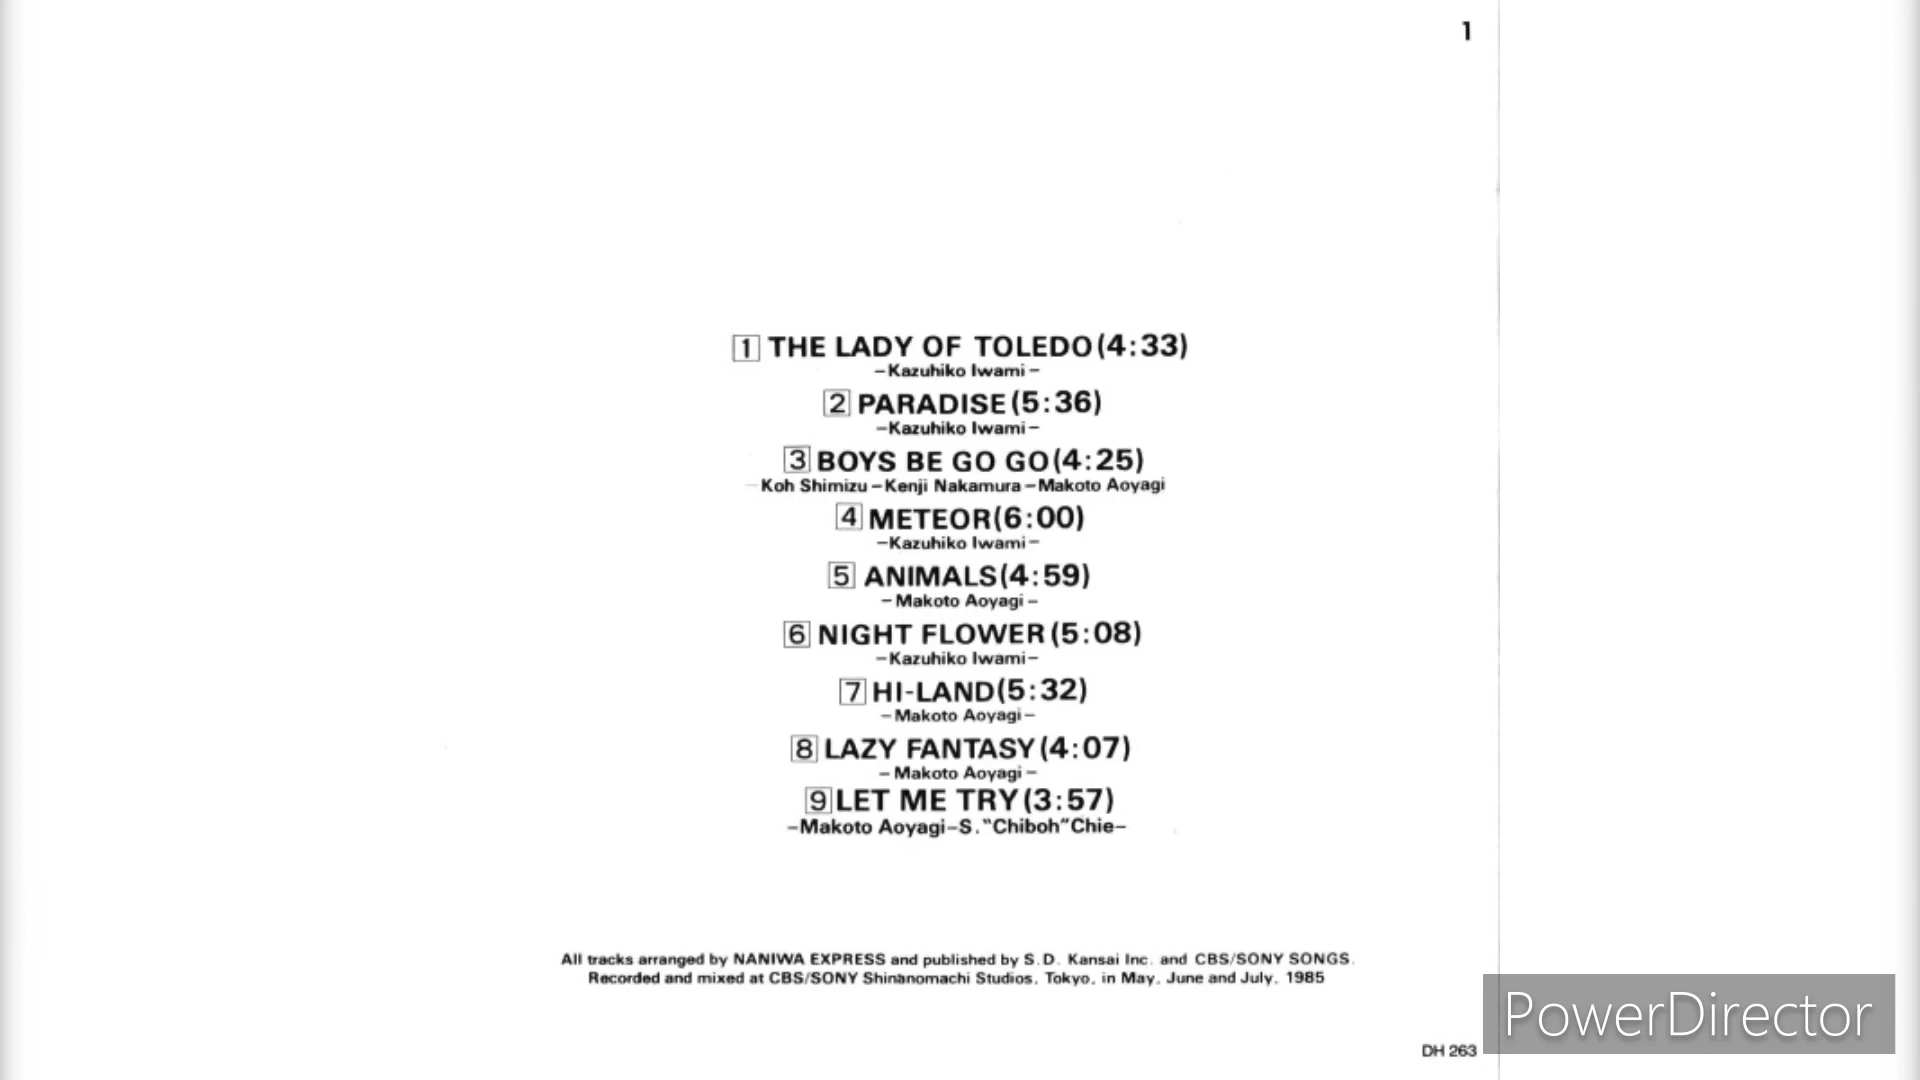 1
1 THE LADY OF TOLEDO(4:33)
–Kazuhiko Iwami–
2 PARADISE(5:36)
–Kazuhiko Iwami–
3 BOYS BE GO GO(4:25)
–Koh Shimizu–Kenji Nakamura–Makoto Aoyagi
4 METEOR(6:00)
–Kazuhiko Iwami–
5 ANIMALS(4:59)
–Makoto Aoyagi–
6 NIGHT FLOWER(5:08)
–Kazuhiko Iwami–
7 HI-LAND(5:32)
–Makoto Aoyagi–
8 LAZY FANTASY(4:07)
–Makoto Aoyagi–
9 LET ME TRY(3:57)
–Makoto Aoyagi–S."Chiboh"Chie–
All tracks arranged by NANIWA EXPRESS and published by S.D. Kansai Inc. and CBS/SONY SONGS.
Recorded and mixed at CBS/SONY Shinanomachi Studios, Tokyo, in May, June and July, 1985
PowerDirector
DH 263